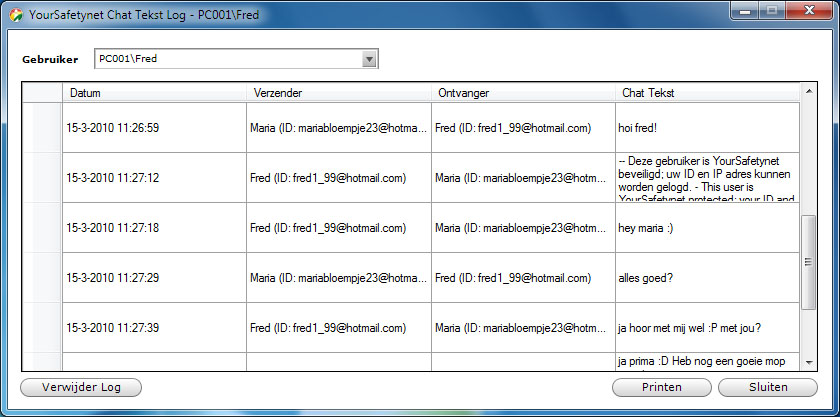 YourSafetynet Chat Tekst Log - PC001\Fred
Gebruiker PC001\Fred
Datum Verzender Ontvanger Chat Tekst
15-3-2010 11:26:59 Maria (ID: mariabloempje23@hotma... Fred (ID: fred1_99@hotmail.com) hoi fred!
15-3-2010 11:27:12 Fred (ID: fred1_99@hotmail.com) Maria (ID: mariabloempje23@hotm... -- Deze gebruiker is YourSafetynet
beveiligd; uw ID en IP adres kunnen
worden gelogd. - This user is
YourSafetynet protected; your ID and
15-3-2010 11:27:18 Fred (ID: fred1_99@hotmail.com) Maria (ID: mariabloempje23@hotm... hey maria :)
15-3-2010 11:27:29 Maria (ID: mariabloempje23@hotma... Fred (ID: fred1_99@hotmail.com) alles goed?
15-3-2010 11:27:39 Fred (ID: fred1_99@hotmail.com) Maria (ID: mariabloempje23@hotm... ja hoor met mij wel :P met jou?
ja prima :D Heb nog een goeie mop
Verwijder Log Printen Sluiten